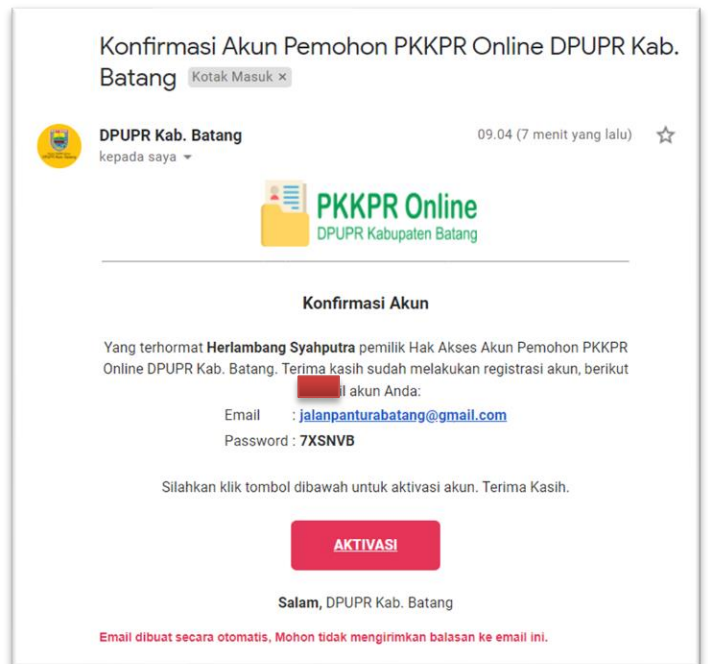 Konfirmasi Akun Pemohon PKKPR Online DPUPR Kab.
Batang Kotak Masuk ×
DPUPR Kab. Batang 09.04 (7 menit yang lalu)
kepada saya
PKKPR Online
DPUPR Kabupaten Batang
Konfirmasi Akun
Yang terhormat Herlambang Syahputra pemilik Hak Akses Akun Pemohon PKKPR
Online DPUPR Kab. Batang. Terima kasih sudah melakukan registrasi akun, berikut
akun Anda:
Email : jalanpanturabatang@gmail.com
Password : 7XSNVB
Silahkan klik tombol dibawah untuk aktivasi akun. Terima Kasih.
AKTIVASI
Salam, DPUPR Kab. Batang
Email dibuat secara otomatis, Mohon tidak mengirimkan balasan ke email ini.